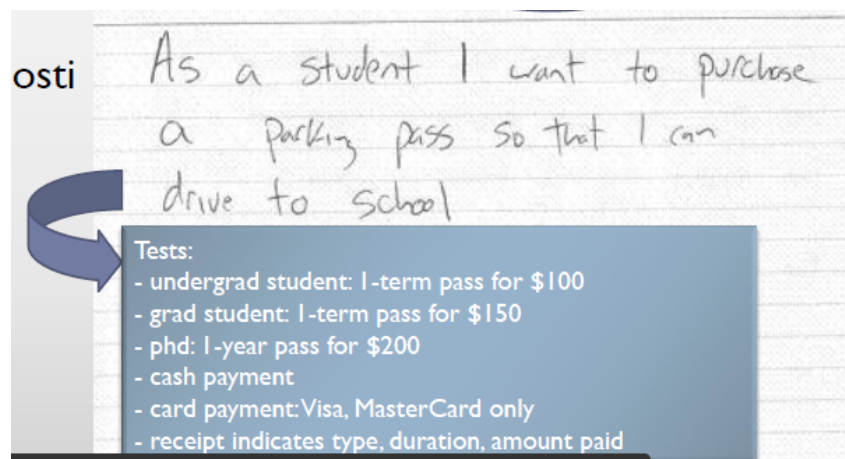 osti
As a student I want to purchase
a parking pass so that I can
drive to school
Tests:
- undergrad student: 1-term pass for $100
- grad student: 1-term pass for $150
- phd: 1-year pass for $200
- cash payment
- card payment: Visa, MasterCard only
- receipt indicates type, duration, amount paid